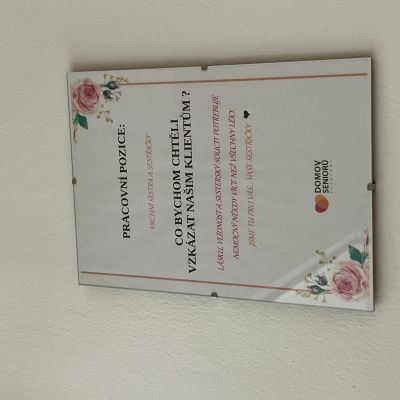 PRACOVNÍ POZICE:
VRCHNÍ SESTRA A SESTŘIČKY
CO BYCHOM CHTĚLI
VZKÁZAT NAŠIM KLIENTŮM ?
LÁSKU, VLÍDNOST A SESTERSKÝ SOUCIT POTŘEBUJE
NEMOCNÝ NĚKDY VÍCE NEŽ VŠECHNY LÉKY.
JSME TU PRO VÁS... VAŠE SESTŘIČKY.
DOMOV
SENIORŮ